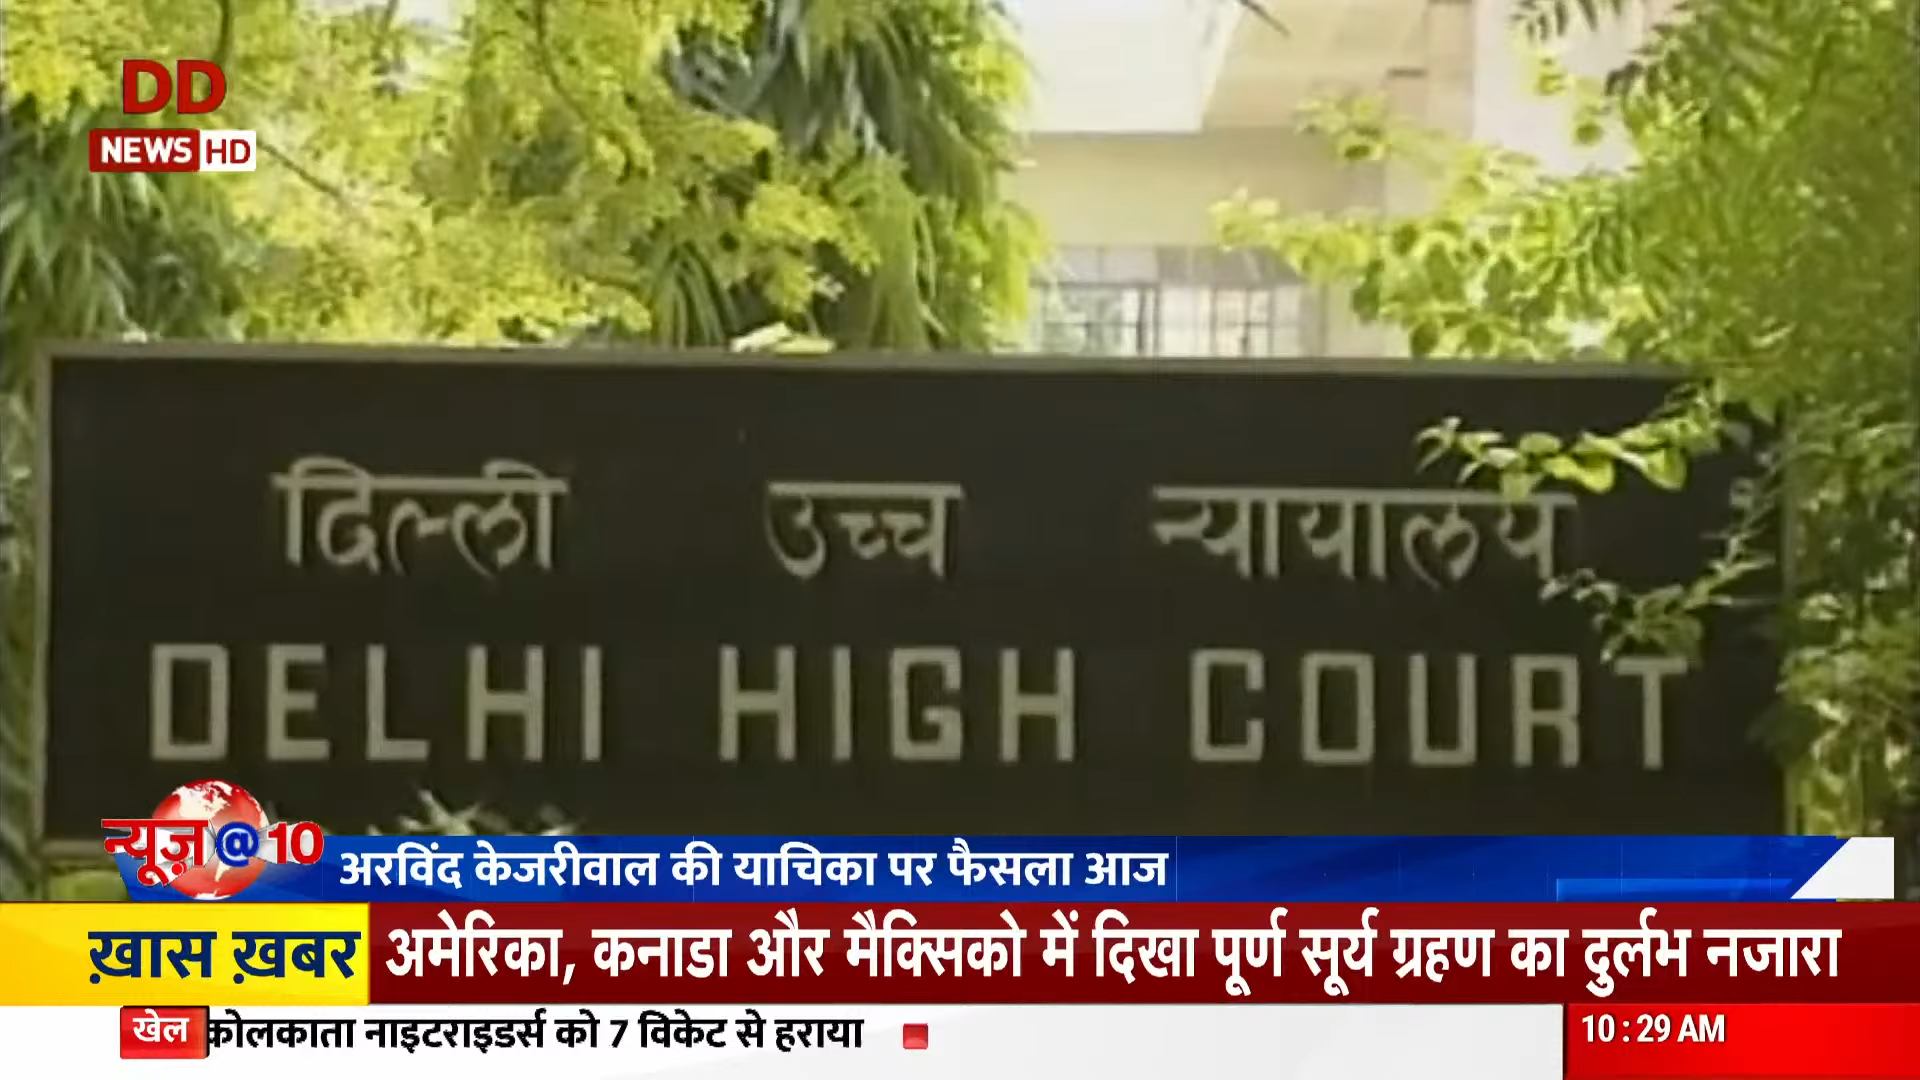 DD
NEWS HD
दिल्ली उच्च न्यायालय
DELHI HIGH COURT
न्यूज़@10
अरविंद केजरीवाल की याचिका पर फैसला आज
ख़ास ख़बर
अमेरिका, कनाडा और मैक्सिको में दिखा पूर्ण सूर्य ग्रहण का दुर्लभ नजारा
खेल
कोलकाता नाइटराइडर्स को 7 विकेट से हराया
10:29 AM